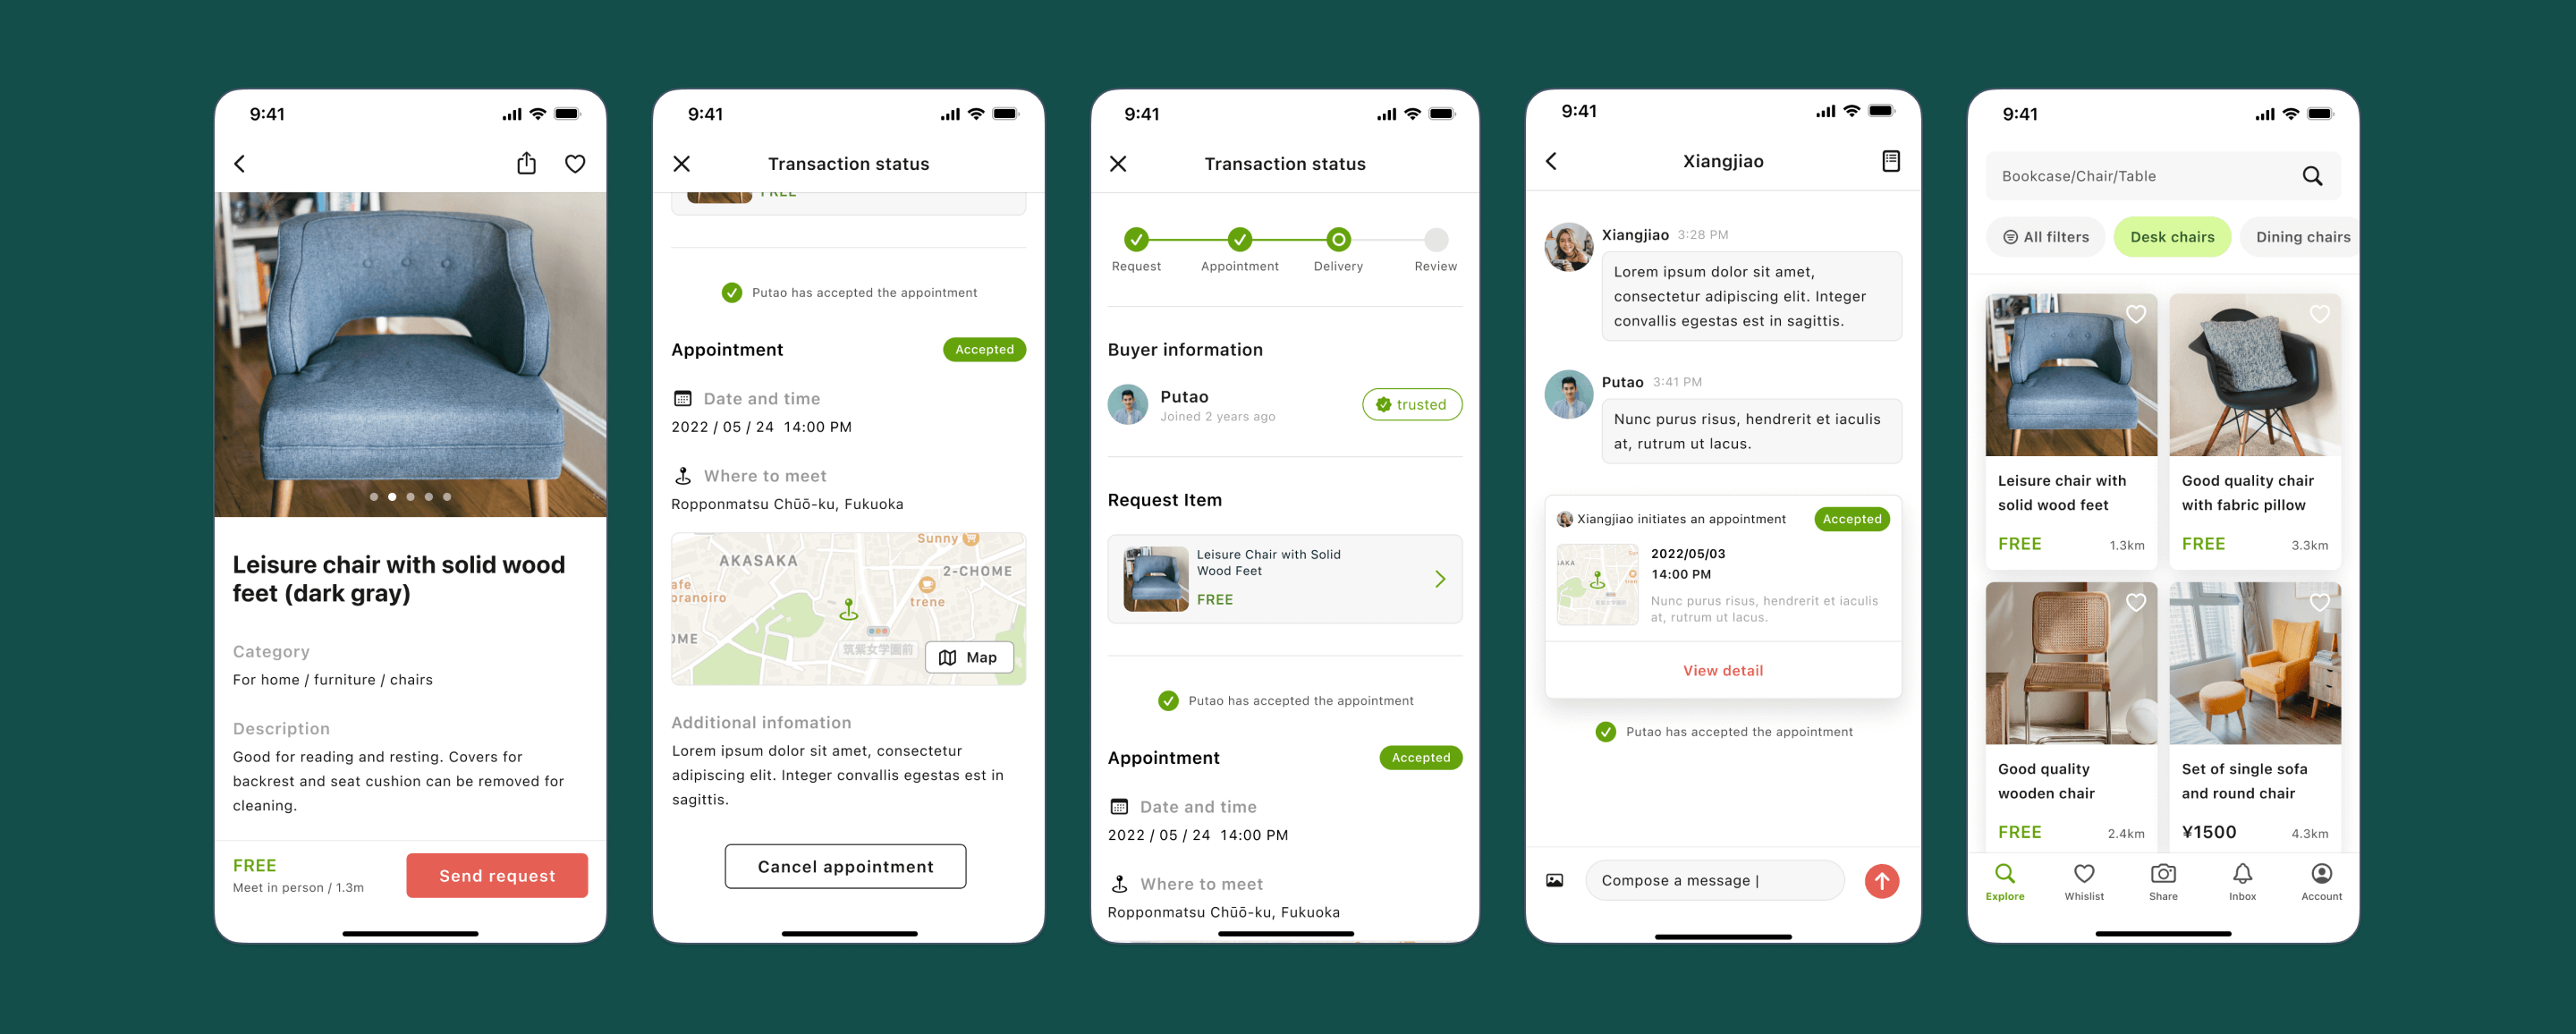 9:41
Leisure chair with solid wood
feet (dark gray)
Category
For home / furniture / chairs
Description
Good for reading and resting. Covers for
backrest and seat cushion can be removed for
cleaning.
FREE
Meet in person / 1.3m
Send request
9:41
Transaction status
FREE
Putao has accepted the appointment
Appointment
Accepted
Date and time
2022 / 05 / 24 14:00 PM
Where to meet
Ropponmatsu Chūō-ku, Fukuoka
Sunny
AKASAKA
2-CHOME
afe
oranoiro
trene
OME
筑紫女学園前
Map
Additional infomation
Lorem ipsum dolor sit amet, consectetur
adipiscing elit. Integer convallis egestas est in
sagittis.
Cancel appointment
9:41
Transaction status
Request
Appointment
Delivery
Review
Buyer information
Putao
Joined 2 years ago
trusted
Request Item
Leisure Chair with Solid
Wood Feet
FREE
Putao has accepted the appointment
Appointment
Accepted
Date and time
2022 / 05 / 24 14:00 PM
Where to meet
Ropponmatsu Chūō-ku, Fukuoka
9:41
Xiangjiao
Xiangjiao 3:28 PM
Lorem ipsum dolor sit amet,
consectetur adipiscing elit. Integer
convallis egestas est in sagittis.
Putao 3:41 PM
Nunc purus risus, hendrerit et iaculis
at, rutrum ut lacus.
Xiangjiao initiates an appointment
Accepted
AKA
2022/05/03
14:00 PM
Nunc purus risus, hendrerit et iaculis
at, rutrum ut lacus.
View detail
Putao has accepted the appointment
Compose a message |
9:41
Bookcase/Chair/Table
All filters
Desk chairs
Dining chairs
Leisure chair with
solid wood feet
FREE
1.3km
Good quality chair
with fabric pillow
FREE
3.3km
Good quality
wooden chair
FREE
2.4km
Set of single sofa
and round chair
¥1500
4.3km
Explore
Whislist
Share
Inbox
Account